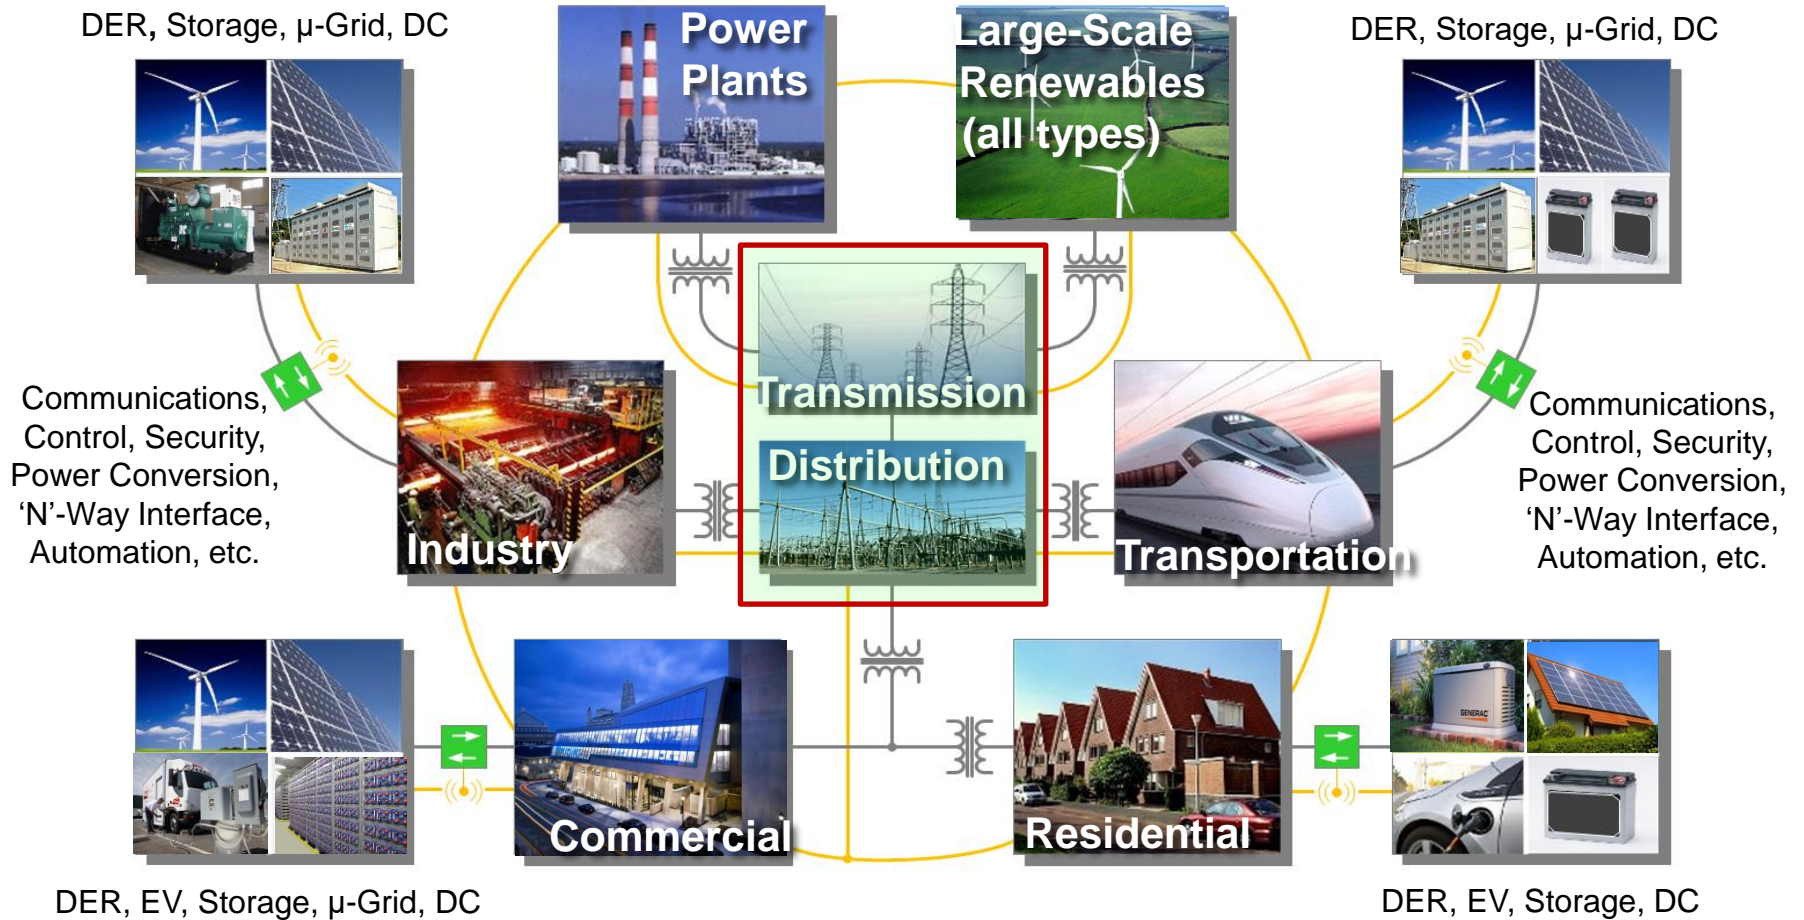 DER, Storage, μ-Grid, DC
Power
Plants
Large-Scale
Renewables
(all types)
DER, Storage, μ-Grid, DC
Communications,
Control, Security,
Power Conversion,
‘N’-Way Interface,
Automation, etc.
Industry
Transmission
Distribution
Transportation
Communications,
Control, Security,
Power Conversion,
‘N’-Way Interface,
Automation, etc.
Commercial
Residential
GENERAC
DER, EV, Storage, μ-Grid, DC
DER, EV, Storage, DC